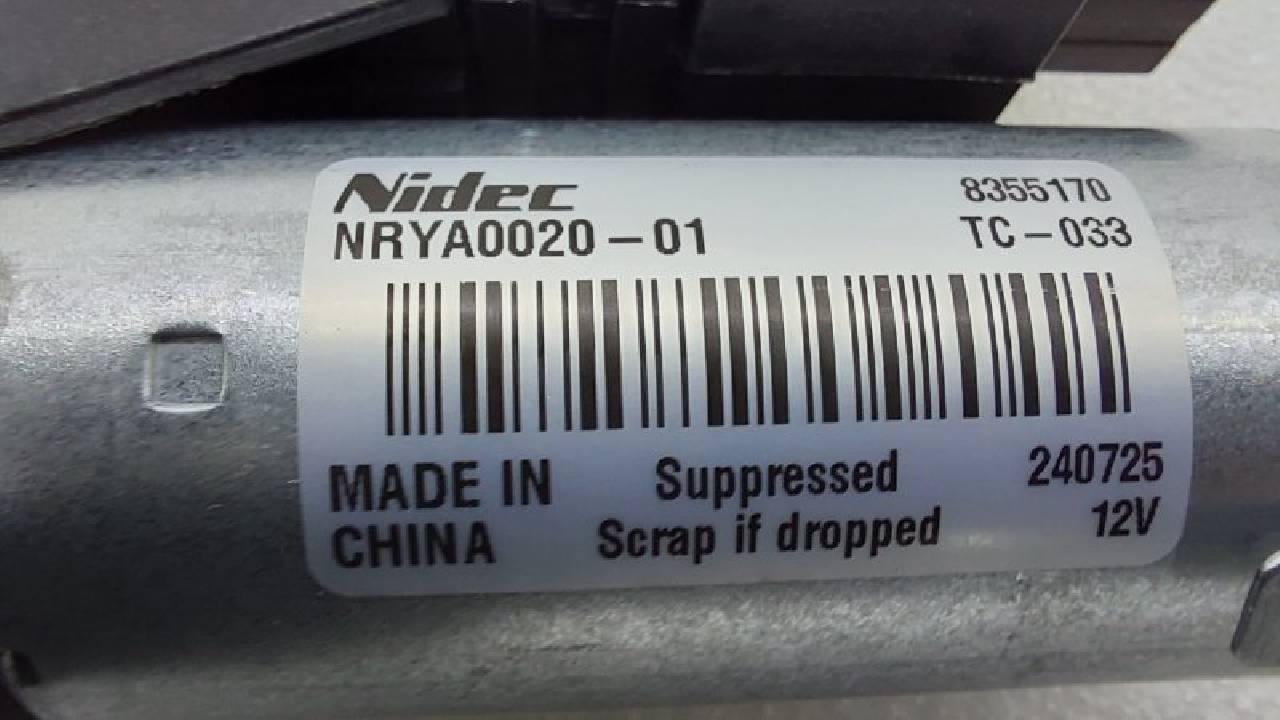 Nidec
8355170
NRYA0020-01
TC-033
MADE IN
CHINA
Suppressed
Scrap if dropped
240725
12V